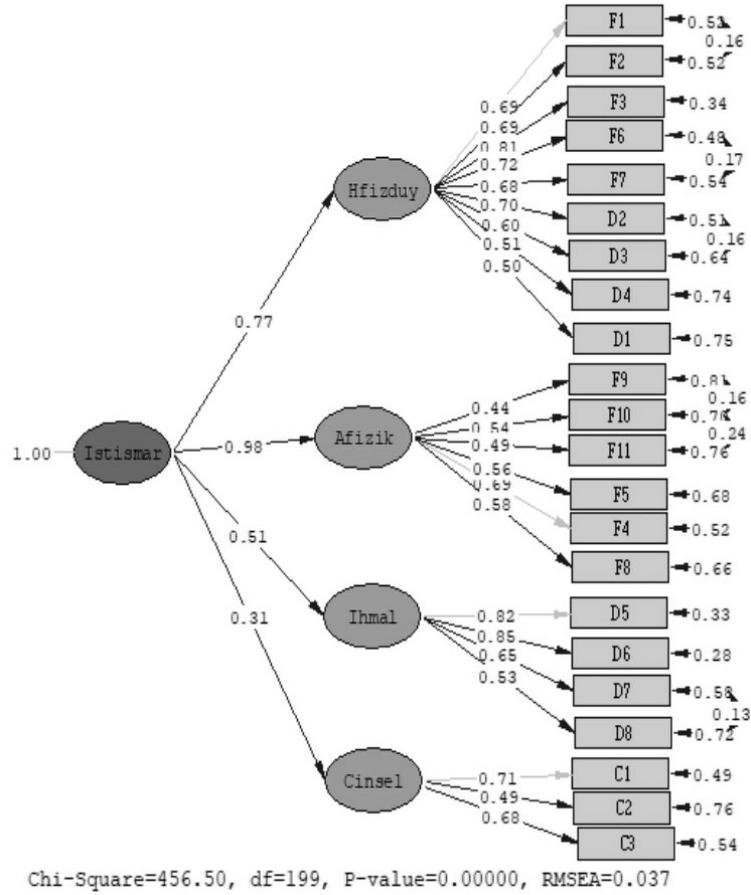 F1 0.53
0.16
0.69 F2 0.52
0.69 F3 0.34
0.81 F6 0.48
0.72 0.17
Hfizduy 0.68 F7 0.54
0.70 D2 0.51
0.60 0.16
0.51 D3 0.64
0.50 D4 0.74
0.77 D1 0.75
F9 0.81
0.44 0.16
0.54 F10 0.76
Afizik 0.49 0.24
1.00 Istismar 0.98 F11 0.76
0.56 F5 0.68
0.69 F4 0.52
0.58 F8 0.66
0.51
0.82 D5 0.33
Ihmal 0.85 D6 0.28
0.31 0.65 D7 0.58
0.53 0.13
D8 0.72
0.71 C1 0.49
Cinsel 0.49 C2 0.76
0.68 C3 0.54
Chi-Square=456.50, df=199, P-value=0.00000, RMSEA=0.037